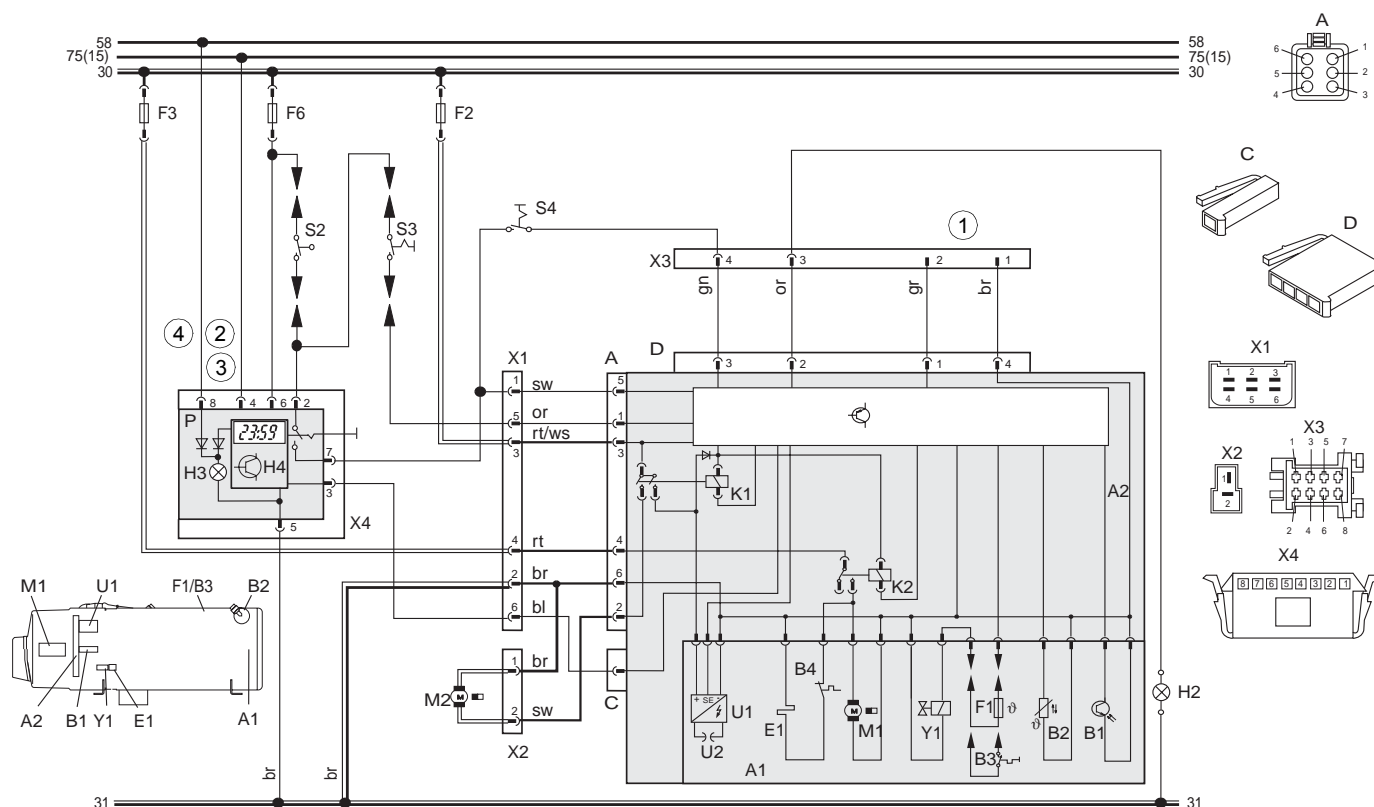 58
75(15)
30
58
75(15)
30
A
6 1
5 2
4 3
F3
F6
F2
C
D
S2
S3
S4
1
X3
4 3 2 1
gn or gr br
4 2
3
X1
A
D
3 2 1 4
X1
1 2 3
4 5 6
8 4 6 2
P
23:59
H3
H4
7
3
5
X4
1 sw 5
5 or 1
3 rt/ws 3
K1
A2
X2
1
2
X3
1 3 5 7
2 4 6 8
4 rt 4
2 br 6
6 bl 2
K2
X4
8 7 6 5 4 3 2 1
M1
U1
F1/B3
B2
A2
B1
Y1
E1
A1
M2
M
1 br
2 sw
X2
C
+ SE -
U1
U2
E1
B4
M
M1
Y1
F1
ϑ
B3
ϑ
B2
B1
A1
H2
br
br
31
31